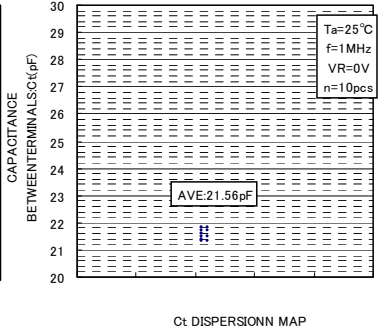 CAPACITANCE
BETWEENTERMINALS:Ct(pF)
30
29
28
27
26
25
24
23
22
21
20
Ta=25℃
f=1MHz
VR=0V
n=10pcs
AVE:21.56pF
Ct DISPERSIONN MAP